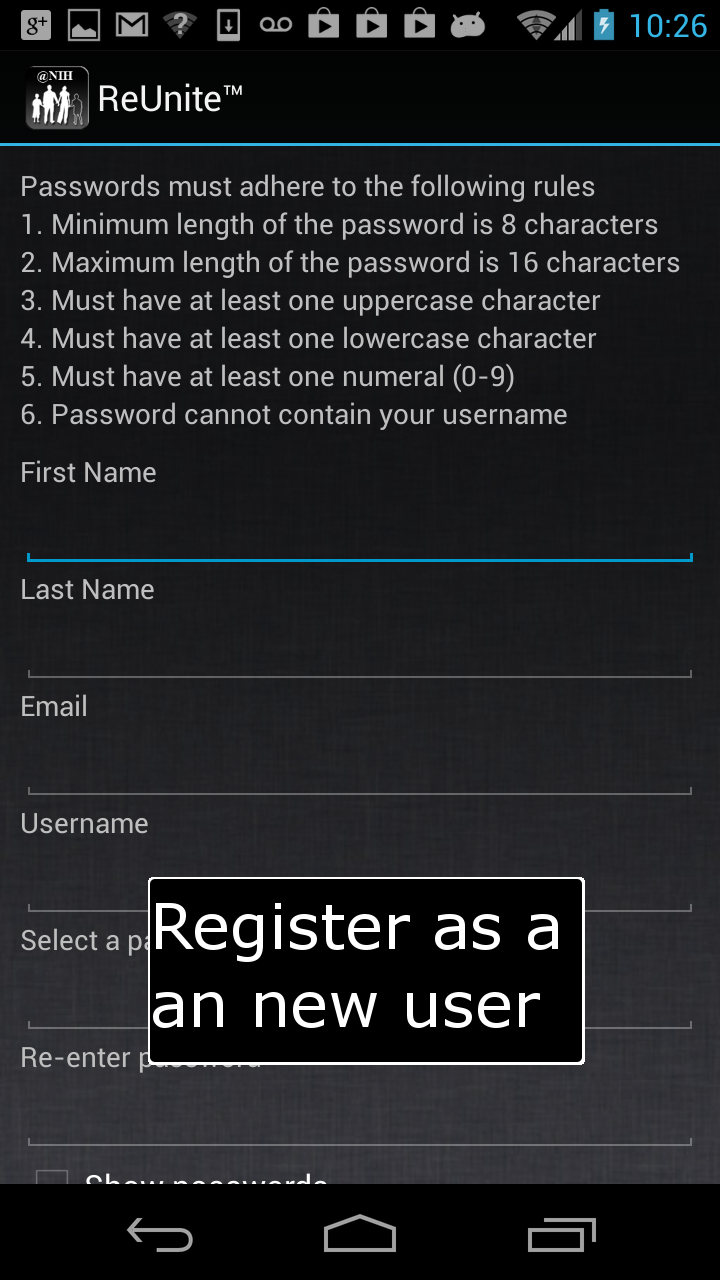 g+ ? 10:26
@NIH
ReUnite™
Passwords must adhere to the following rules
1. Minimum length of the password is 8 characters
2. Maximum length of the password is 16 characters
3. Must have at least one uppercase character
4. Must have at least one lowercase character
5. Must have at least one numeral (0-9)
6. Password cannot contain your username
First Name
Last Name
Email
Username
Register as a
Select a pa
an new user
Re-enter password
Show passwords